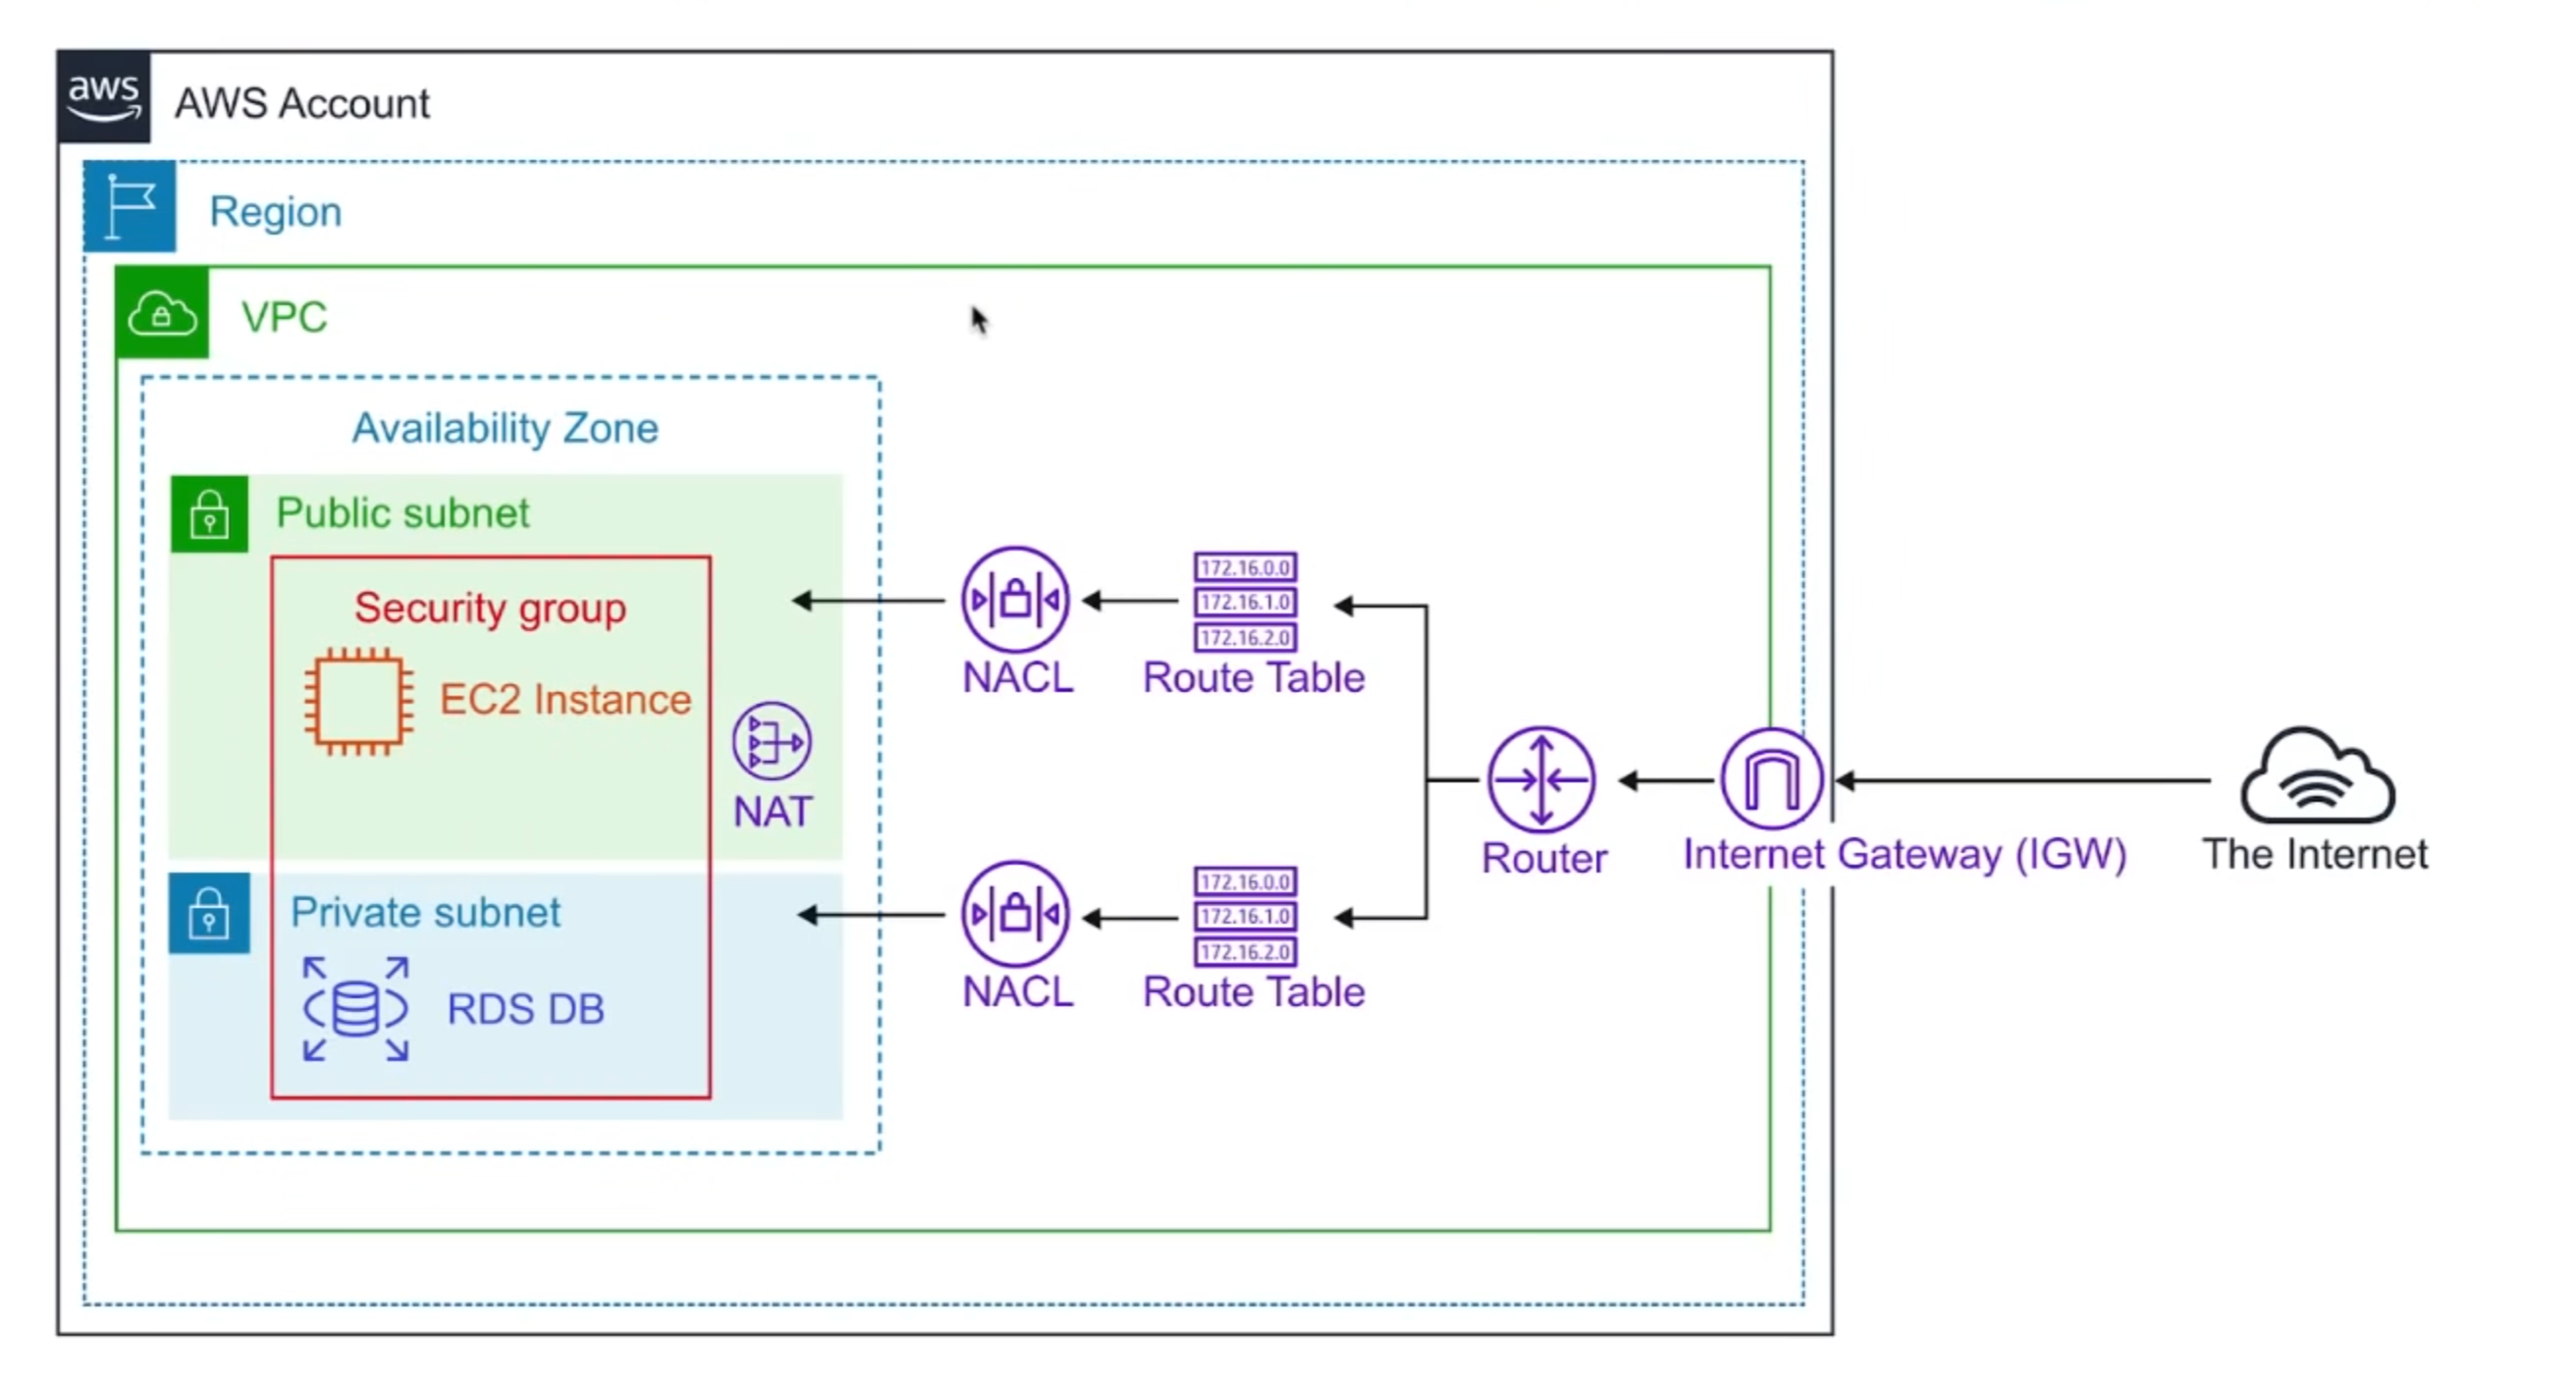 aws
AWS Account
Region
VPC
Availability Zone
Public subnet
Security group
EC2 Instance
NAT
Private subnet
RDS DB
NACL
172.16.0.0
172.16.1.0
172.16.2.0
Route Table
NACL
172.16.0.0
172.16.1.0
172.16.2.0
Route Table
Router
Internet Gateway (IGW)
The Internet